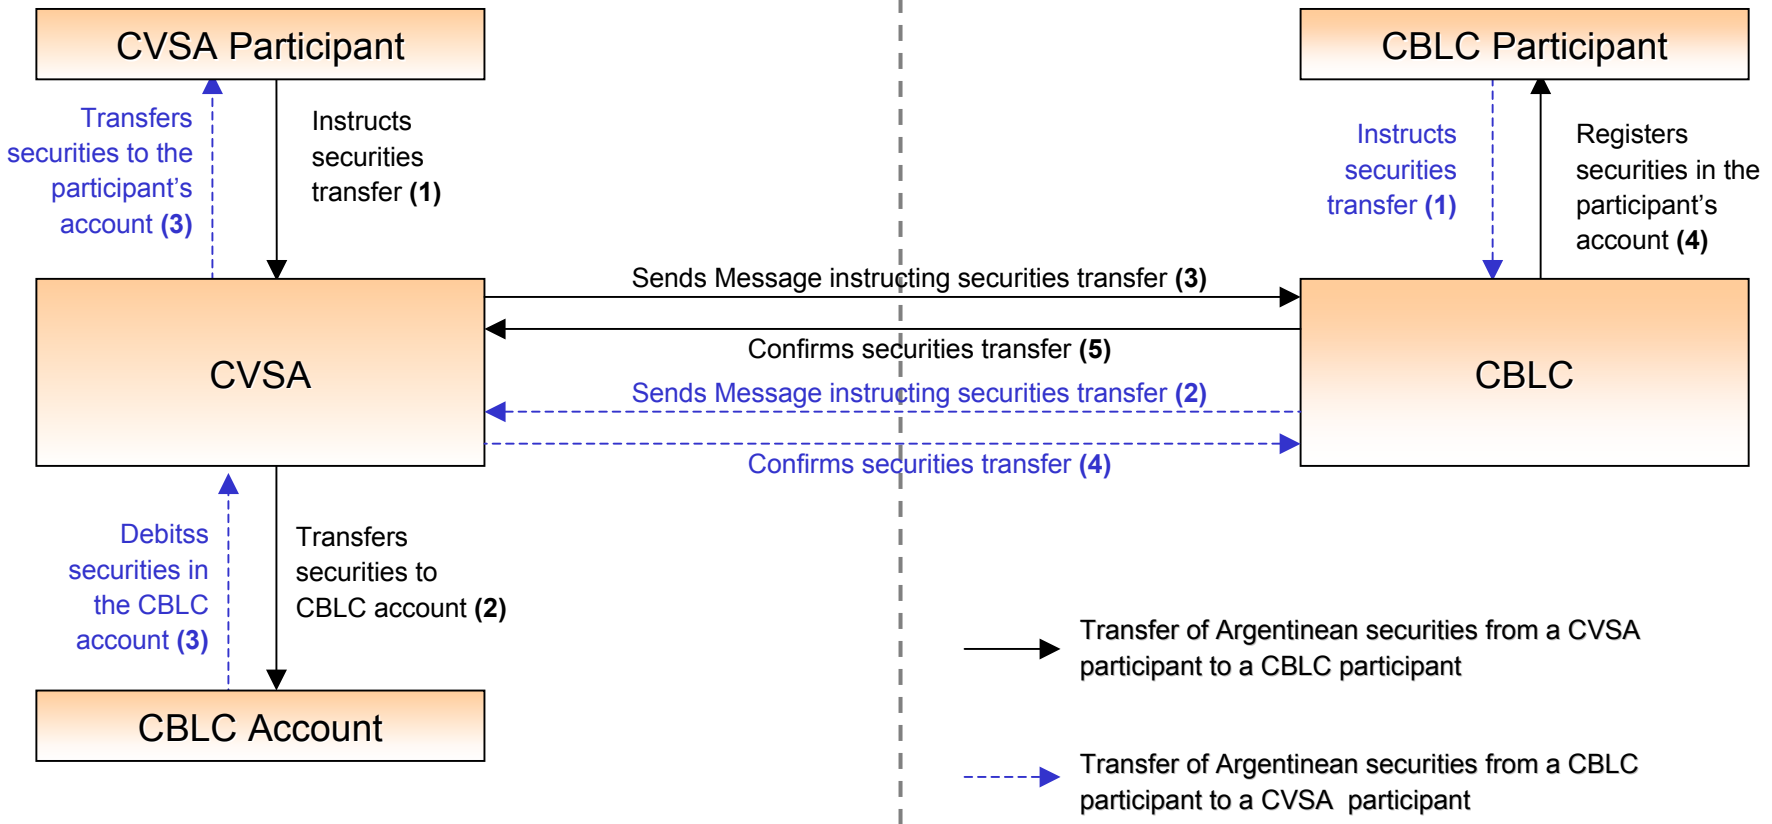 CVSA Participant
CBLC Participant
Transfers
securities to the
participant's
account (3)
Instructs
securities
transfer (1)
Instructs
securities
transfer (1)
Registers
securities in the
participant's
account (4)
Sends Message instructing securities transfer (3)
Confirms securities transfer (5)
CVSA
CBLC
Sends Message instructing securities transfer (2)
Confirms securities transfer (4)
Debitss
securities in
the CBLC
account (3)
Transfers
securities to
CBLC account (2)
CBLC Account
Transfer of Argentinean securities from a CVSA
participant to a CBLC participant
Transfer of Argentinean securities from a CBLC
participant to a CVSA participant